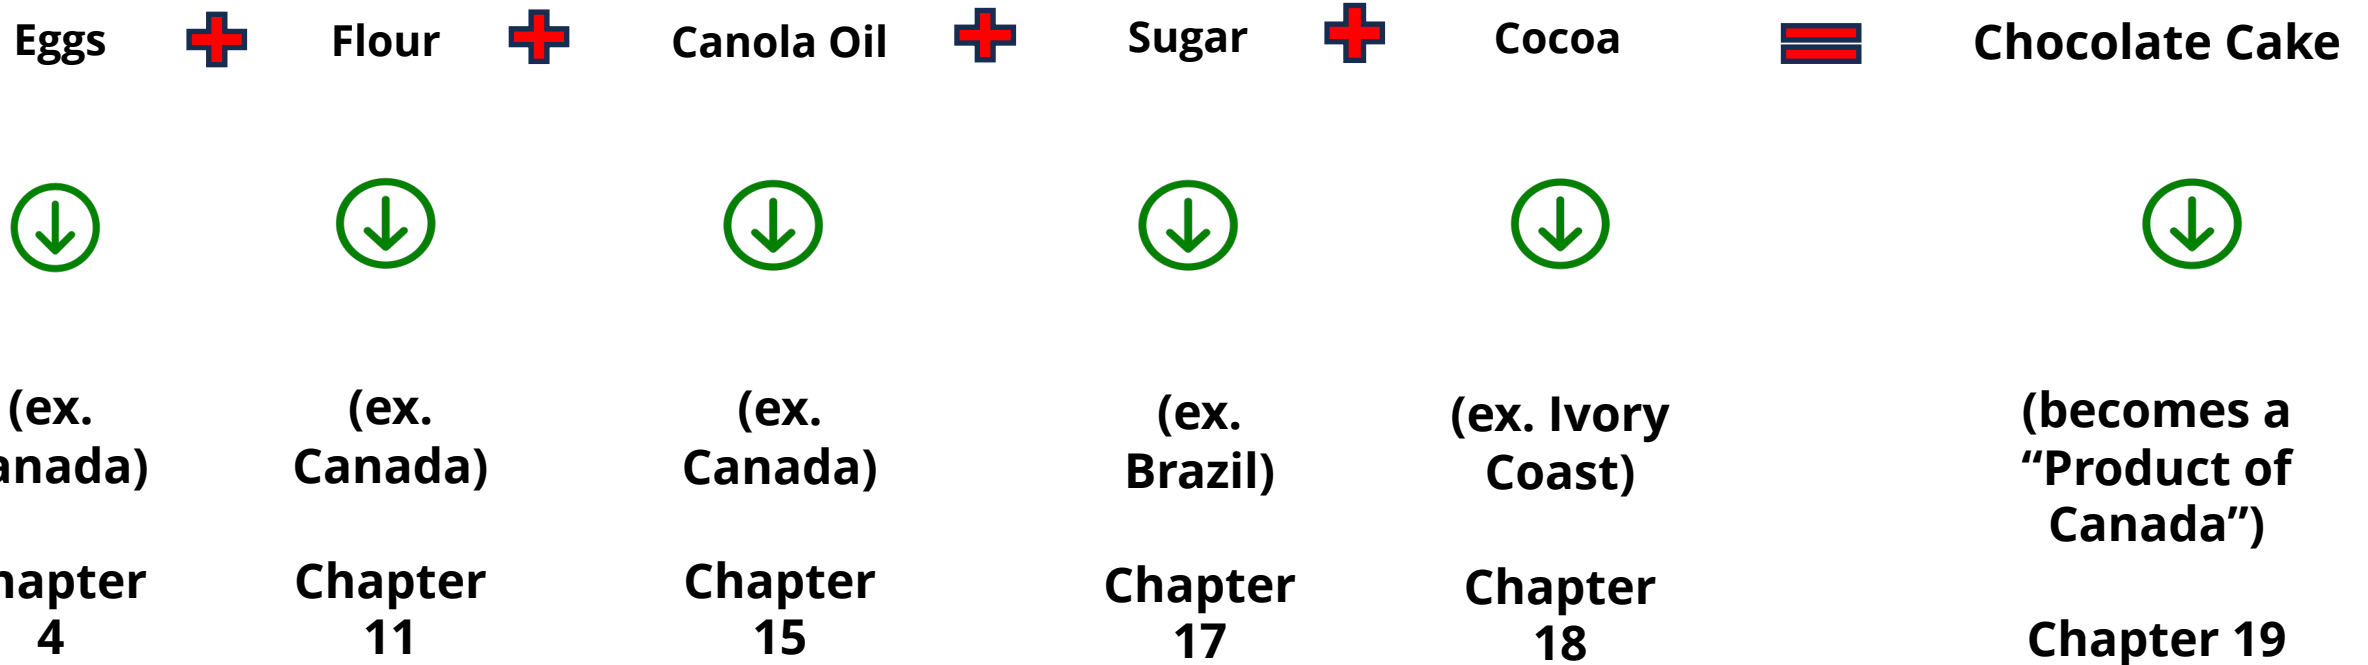 Eggs Flour Canola Oil Sugar Cocoa Chocolate Cake
(ex.
anada)
hapter
4
(ex.
Canada)
Chapter
11
(ex.
Canada)
Chapter
15
(ex.
Brazil)
Chapter
17
(ex. Ivory
Coast)
Chapter
18
(becomes a
“Product of
Canada”)
Chapter 19